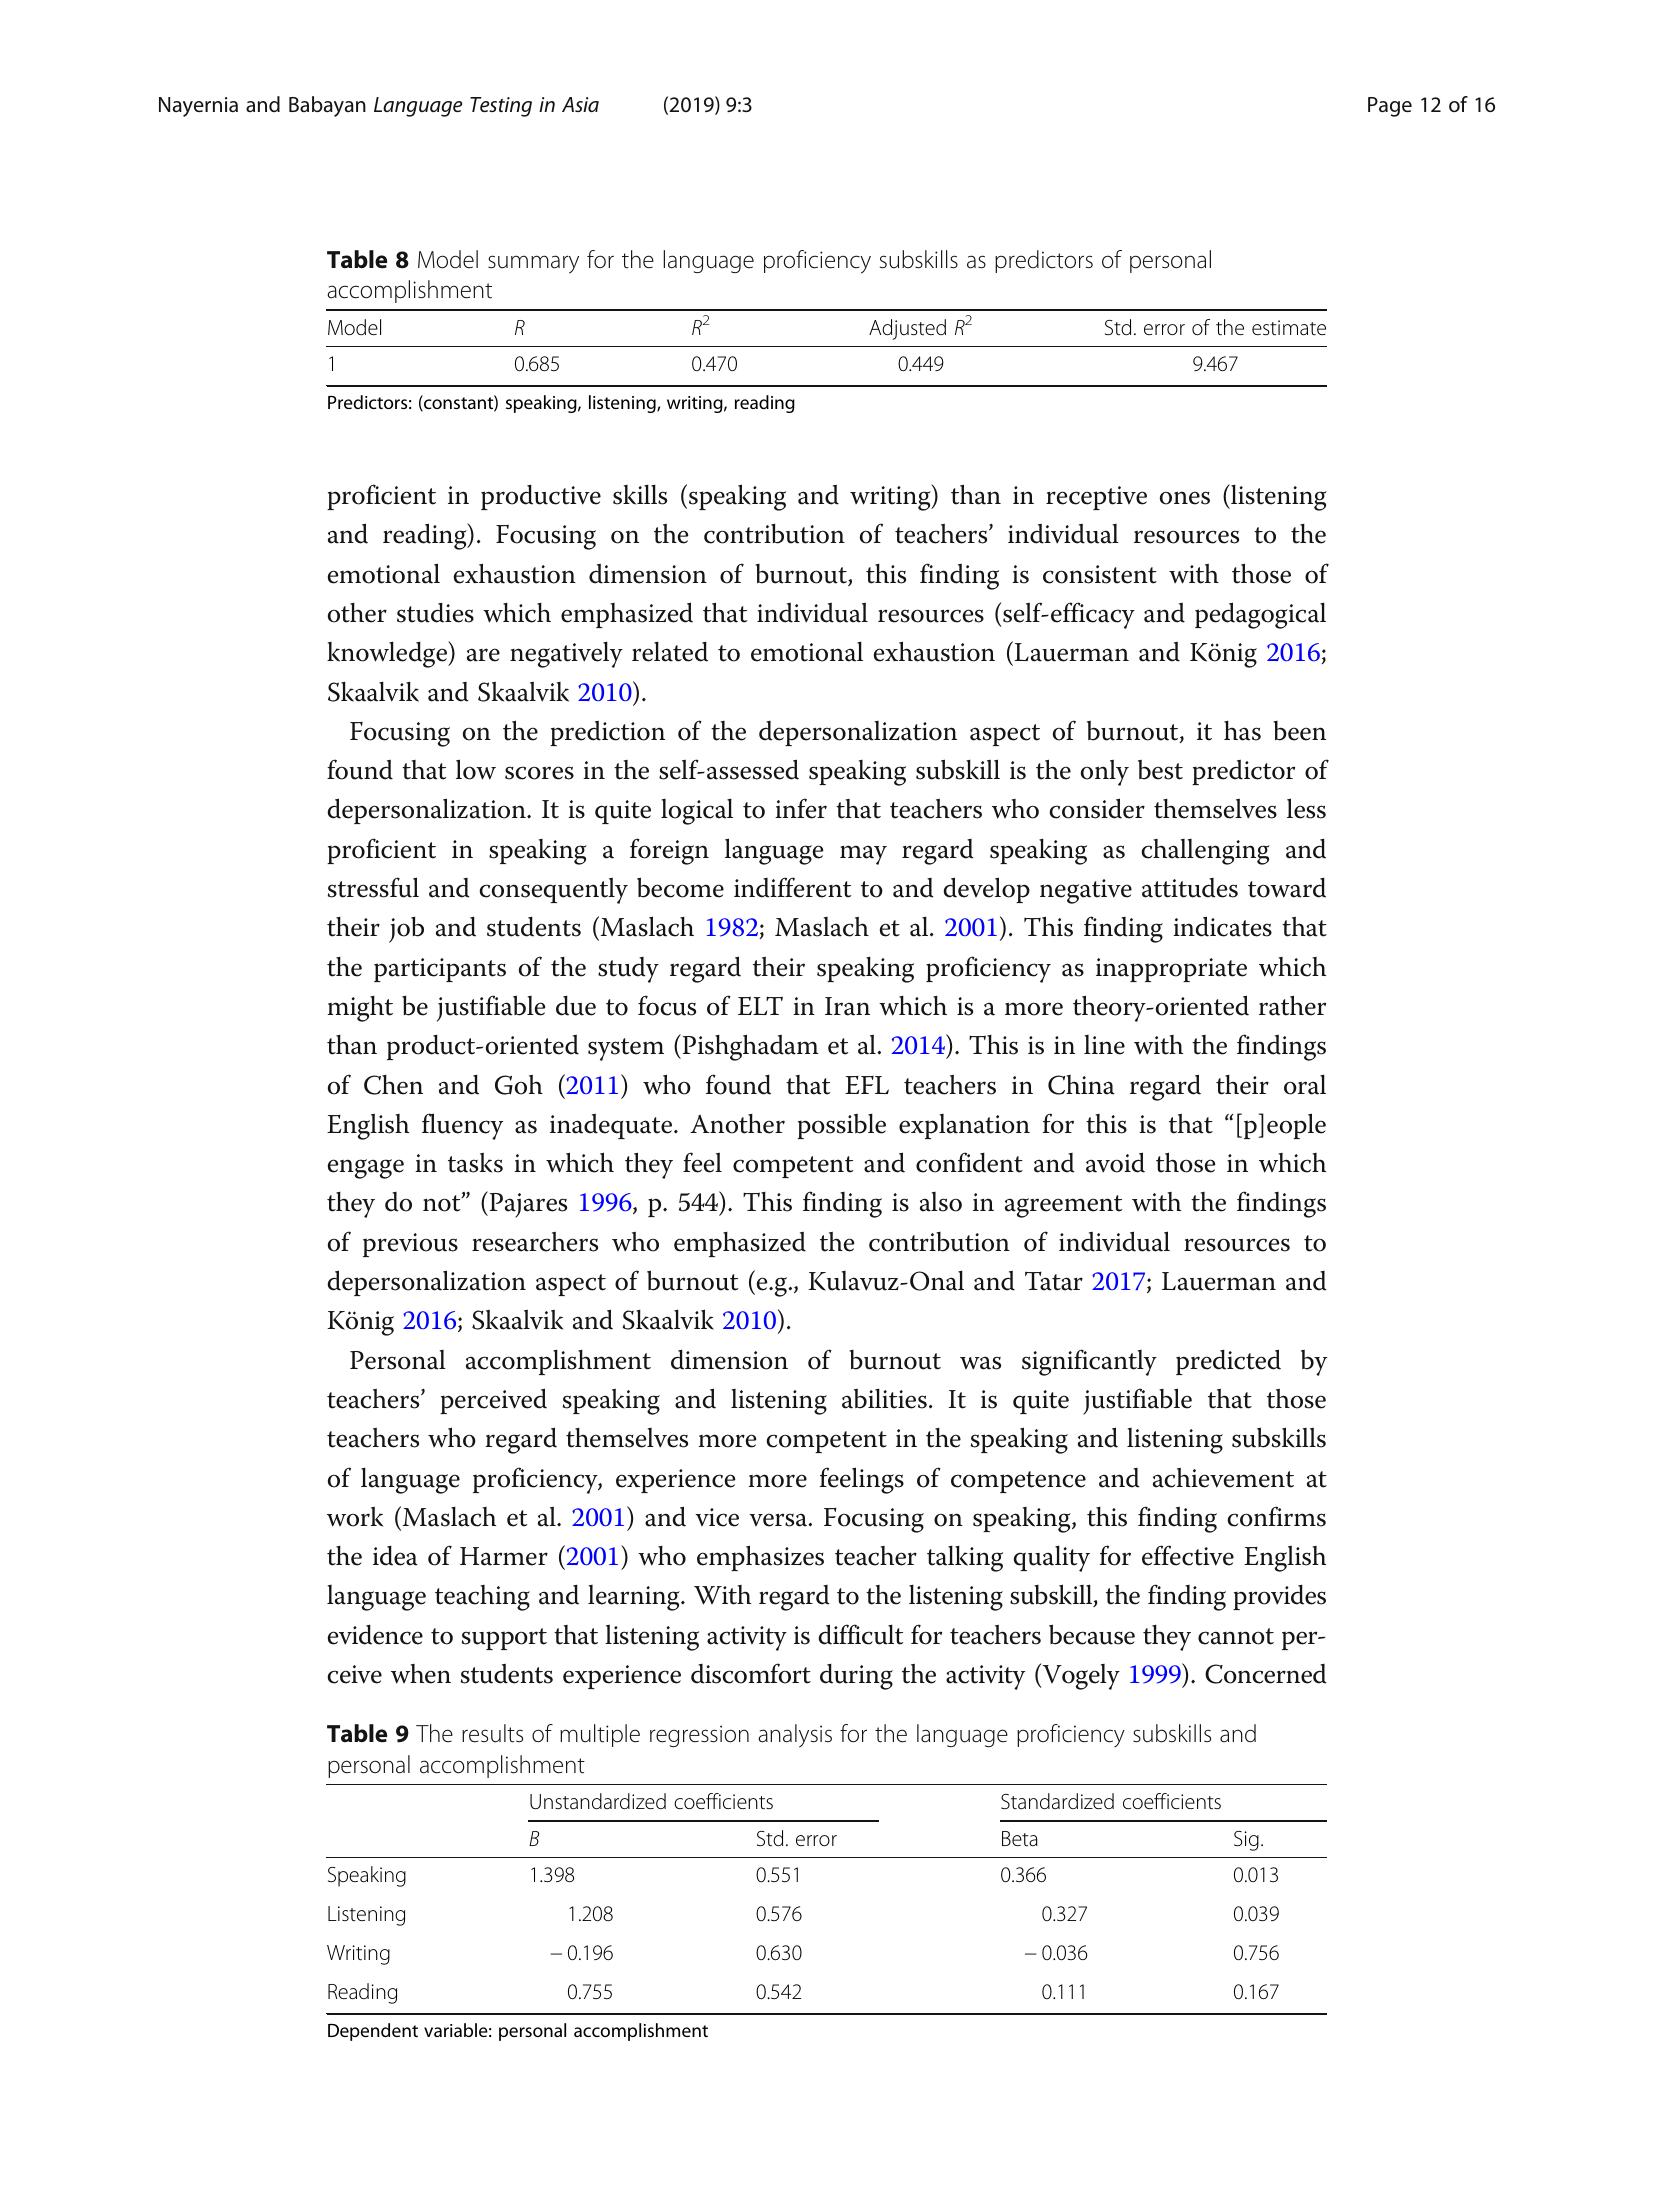 Nayernia and Babayan Language Testing in Asia (2019) 9:3 Page 12 of 16
Table 8 Model summary for the language proficiency subskills as predictors of personal
accomplishment
Model R R2 Adjusted R2 Std. error of the estimate
1 0.685 0.470 0.449 9.467
Predictors: (constant) speaking, listening, writing, reading
proficient in productive skills (speaking and writing) than in receptive ones (listening
and reading). Focusing on the contribution of teachers’ individual resources to the
emotional exhaustion dimension of burnout, this finding is consistent with those of
other studies which emphasized that individual resources (self-efficacy and pedagogical
knowledge) are negatively related to emotional exhaustion (Lauerman and König 2016;
Skaalvik and Skaalvik 2010).
Focusing on the prediction of the depersonalization aspect of burnout, it has been
found that low scores in the self-assessed speaking subskill is the only best predictor of
depersonalization. It is quite logical to infer that teachers who consider themselves less
proficient in speaking a foreign language may regard speaking as challenging and
stressful and consequently become indifferent to and develop negative attitudes toward
their job and students (Maslach 1982; Maslach et al. 2001). This finding indicates that
the participants of the study regard their speaking proficiency as inappropriate which
might be justifiable due to focus of ELT in Iran which is a more theory-oriented rather
than product-oriented system (Pishghadam et al. 2014). This is in line with the findings
of Chen and Goh (2011) who found that EFL teachers in China regard their oral
English fluency as inadequate. Another possible explanation for this is that “[p]eople
engage in tasks in which they feel competent and confident and avoid those in which
they do not” (Pajares 1996, p. 544). This finding is also in agreement with the findings
of previous researchers who emphasized the contribution of individual resources to
depersonalization aspect of burnout (e.g., Kulavuz-Onal and Tatar 2017; Lauerman and
König 2016; Skaalvik and Skaalvik 2010).
Personal accomplishment dimension of burnout was significantly predicted by
teachers’ perceived speaking and listening abilities. It is quite justifiable that those
teachers who regard themselves more competent in the speaking and listening subskills
of language proficiency, experience more feelings of competence and achievement at
work (Maslach et al. 2001) and vice versa. Focusing on speaking, this finding confirms
the idea of Harmer (2001) who emphasizes teacher talking quality for effective English
language teaching and learning. With regard to the listening subskill, the finding provides
evidence to support that listening activity is difficult for teachers because they cannot per-
ceive when students experience discomfort during the activity (Vogely 1999). Concerned
Table 9 The results of multiple regression analysis for the language proficiency subskills and
personal accomplishment
Unstandardized coefficients Standardized coefficients
B Std. error Beta Sig.
Speaking 1.398 0.551 0.366 0.013
Listening 1.208 0.576 0.327 0.039
Writing − 0.196 0.630 − 0.036 0.756
Reading 0.755 0.542 0.111 0.167
Dependent variable: personal accomplishment